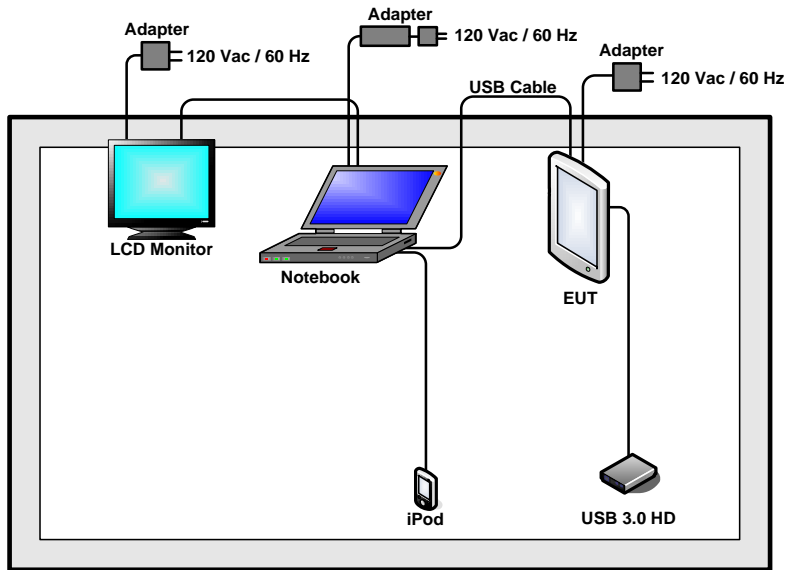 Adapter
120 Vac / 60 Hz
Adapter
120 Vac / 60 Hz
Adapter
120 Vac / 60 Hz
USB Cable
LCD Monitor
Notebook
EUT
iPod
USB 3.0 HD